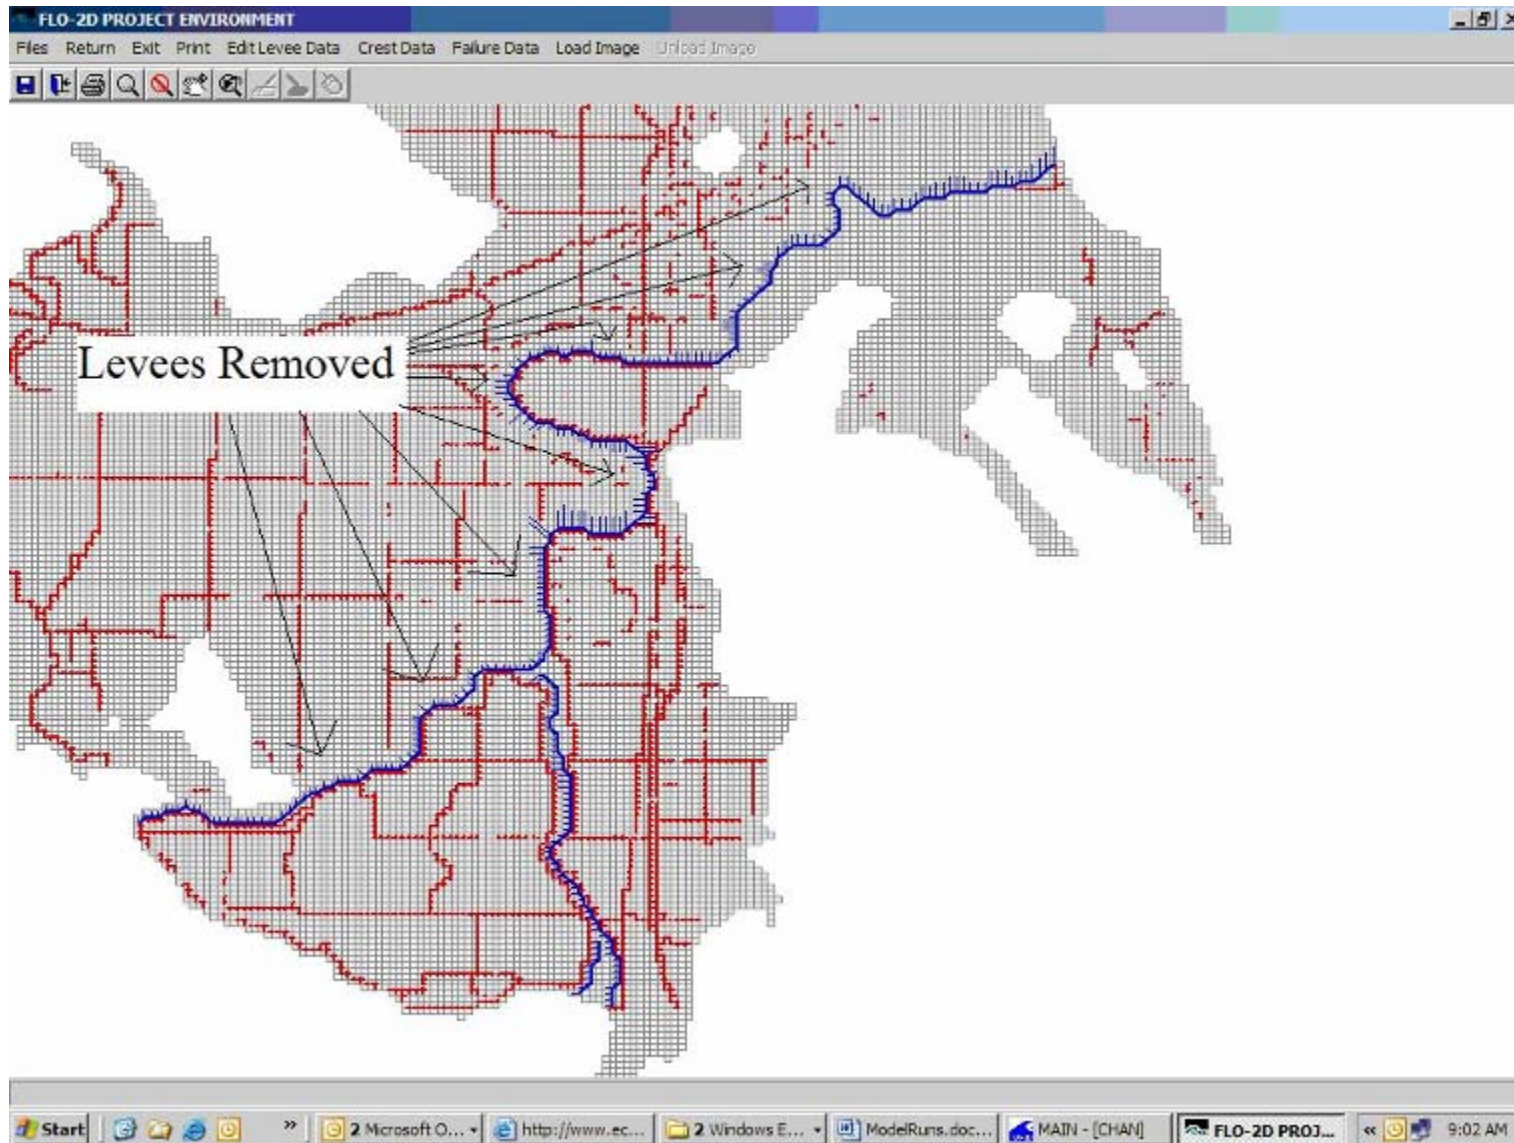 FLO-2D PROJECT ENVIRONMENT
Files Return Exit Print Edit Levee Data Crest Data Failure Data Load Image Unload Image
Levees Removed
Start » 2 Microsoft O... http://www.ec... 2 Windows E... ModelRuns.doc... MAIN - [CHAN] FLO-2D PROJ... « 9:02 AM